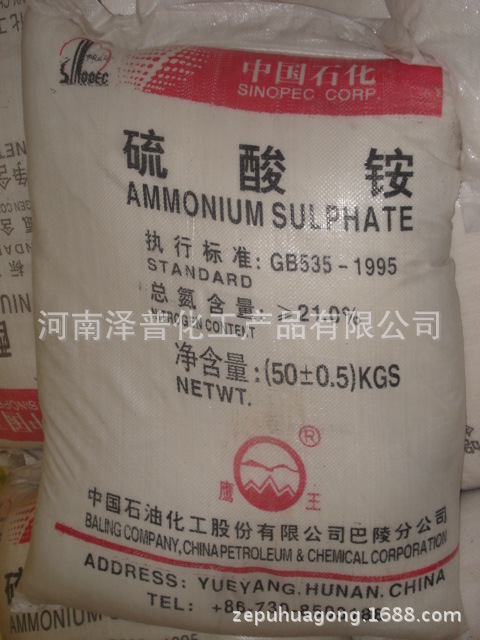 SINOPEC
中国石化
SINOPEC CORP.
硫 酸 铵
AMMONIUM SULPHATE
执行标准: GB535-1995
STANDARD
总氮含量: ≥21.0%
NITROGEN CONTENT
河南泽普化工产品有限公司
净含量: (50±0.5)KGS
NETWT.
®
鹰 王
中国石油化工股份有限公司巴陵分公司
BALING COMPANY,CHINA PETROLEUM & CHEMICAL CORPORATION
ADDRESS: YUEYANG.HUNAN.CHINA
TEL: +86-730-
zepuhuagong.1688.com